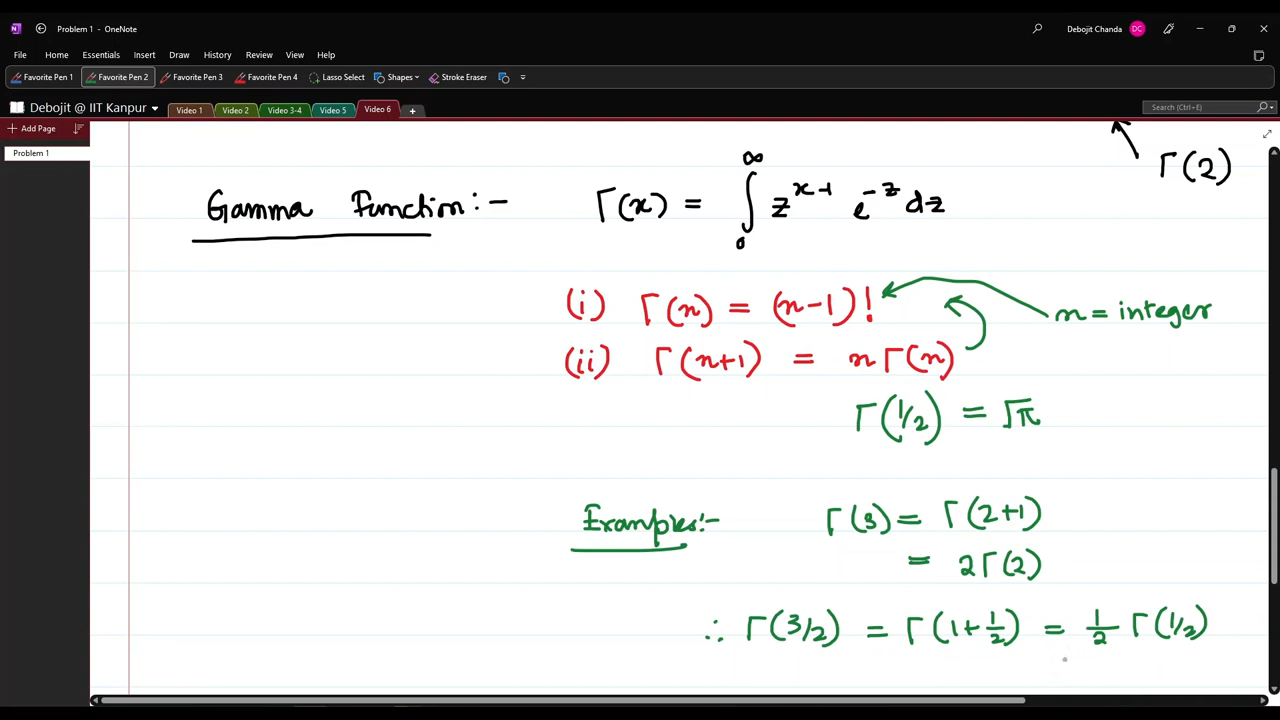 Problem 1 - OneNote
Debojit Chanda DC
File Home Essentials Insert Draw History Review View Help
Favorite Pen 1 Favorite Pen 2 Favorite Pen 3 Favorite Pen 4 Lasso Select Shapes Stroke Eraser
Debojit @ IIT Kanpur Video 1 Video 2 Video 3-4 Video 5 Video 6 + Search (Ctrl+E)
+ Add Page
Problem 1
Γ(2)
Gamma Function:- Γ(x) = ∫₀^∞ z^(x-1) e^(-z) dz
(i) Γ(n) = (n-1)!
n = integer
(ii) Γ(n+1) = nΓ(n)
Γ(1/2) = √π
Examples:- Γ(3) = Γ(2+1)
= 2Γ(2)
∴ Γ(3/2) = Γ(1+1/2) = 1/2 Γ(1/2)